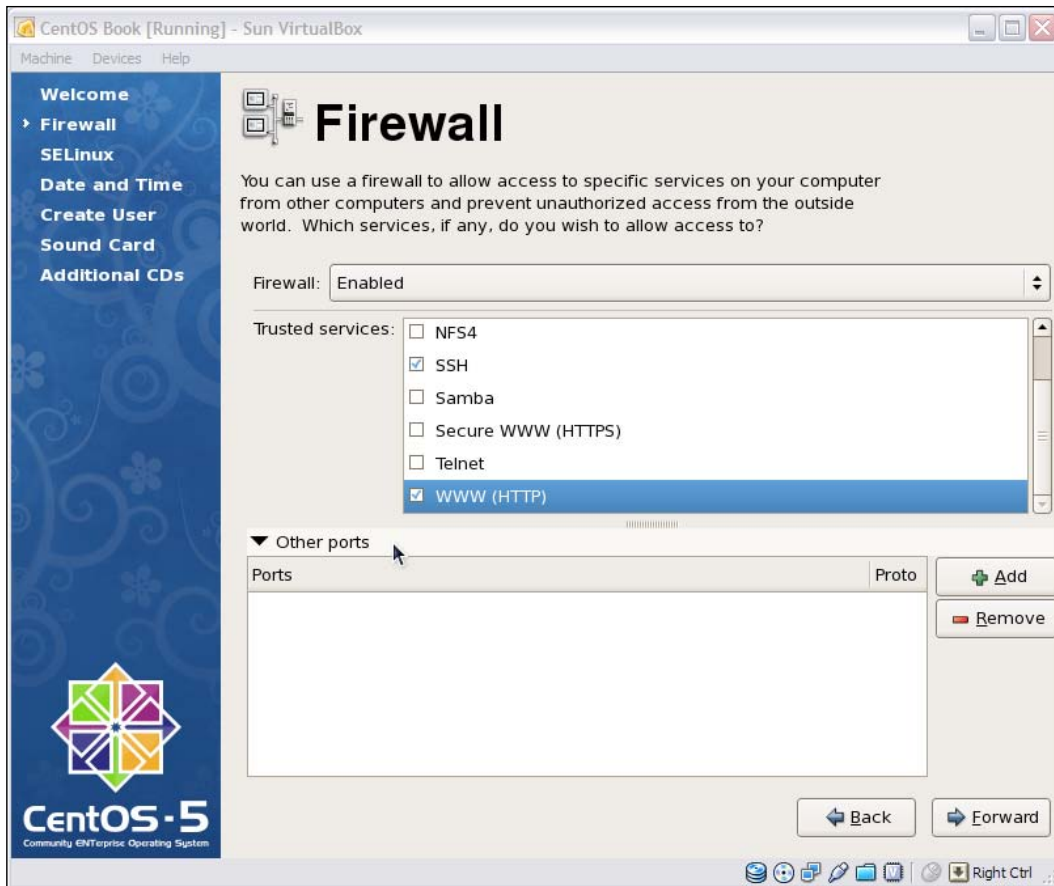 CentOS Book [Running] - Sun VirtualBox
Machine Devices Help
Welcome
Firewall
SELinux
Date and Time
Create User
Sound Card
Additional CDs
CentOS-5
Community ENTerprise Operating System
Firewall
You can use a firewall to allow access to specific services on your computer
from other computers and prevent unauthorized access from the outside
world. Which services, if any, do you wish to allow access to?
Firewall: Enabled
Trusted services:
NFS4
SSH
Samba
Secure WWW (HTTPS)
Telnet
WWW (HTTP)
Other ports
Ports Proto
Add
Remove
Back Forward
Right Ctrl